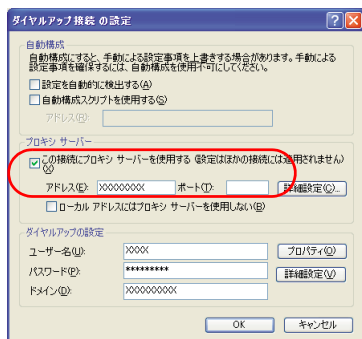 ダイヤルアップ接続 の設定
自動構成
自動構成にすると、手動による設定事項を上書きする場合があります。手動による
設定事項を確保するには、自動構成を使用不可にしてください。
設定を自動的に検出する(A)
自動構成スクリプトを使用する(S)
アドレス(R):
プロキシ サーバー
この接続にプロキシ サーバーを使用する (設定はほかの接続には適用されません)
(X)
アドレス(E): XXXXXXXX ポート(T): 詳細設定(C)...
ローカル アドレスにはプロキシ サーバーを使用しない(B)
ダイヤルアップの設定
ユーザー名(U): XXXX プロパティ(O)
パスワード(P): ********* 詳細設定(V)
ドメイン(D): XXXXXXXXX
OK キャンセル